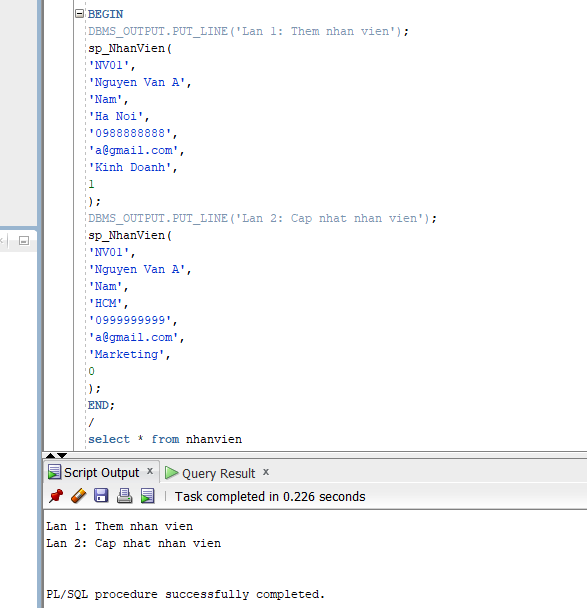 BEGIN
DBMS_OUTPUT.PUT_LINE('Lan 1: Them nhan vien');
sp_NhanVien(
'NV01',
'Nguyen Van A',
'Nam',
'Ha Noi',
'0988888888',
'a@gmail.com',
'Kinh Doanh',
1
);
DBMS_OUTPUT.PUT_LINE('Lan 2: Cap nhat nhan vien');
sp_NhanVien(
'NV01',
'Nguyen Van A',
'Nam',
'HCM',
'0999999999',
'a@gmail.com',
'Marketing',
0
);
END;
/
select * from nhanvien
Script Output x Query Result x
Task completed in 0.226 seconds
Lan 1: Them nhan vien
Lan 2: Cap nhat nhan vien
PL/SQL procedure successfully completed.